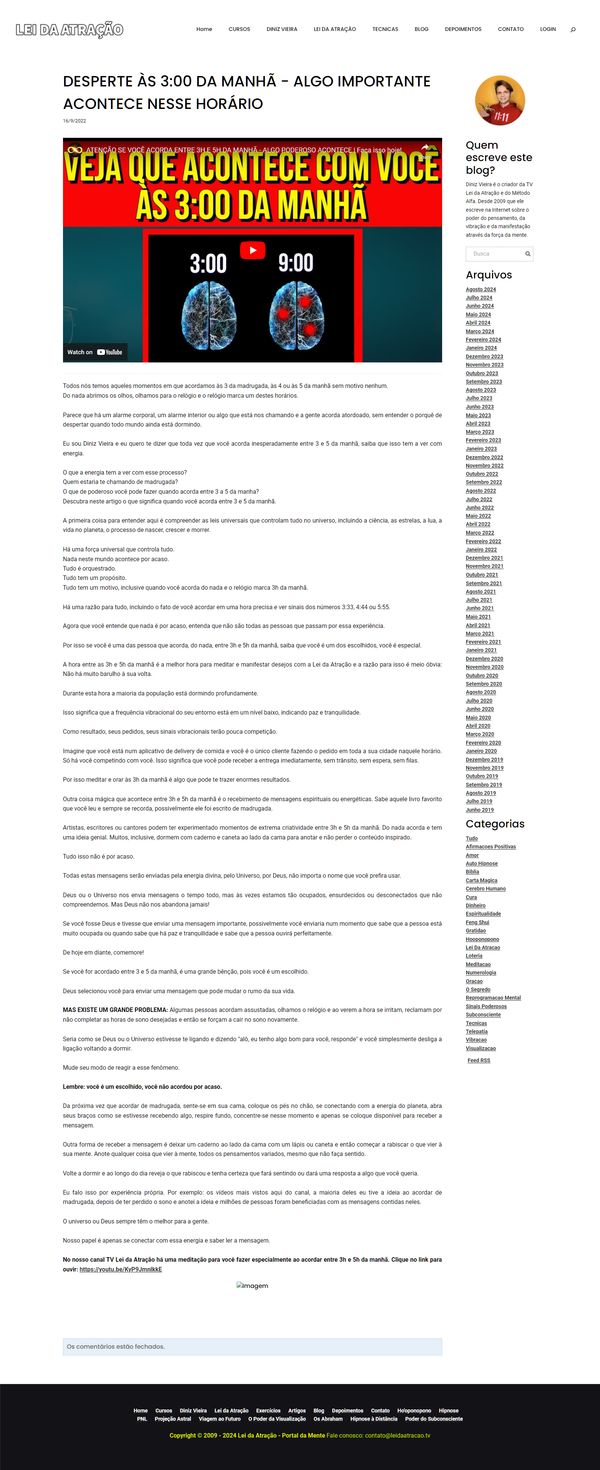 LEI DA ATRAÇÃO
Home CURSOS DINIZ VIEIRA LEI DA ATRAÇÃO TECNICAS BLOG DEPOIMENTOS CONTATO LOGIN
DESPERTE ÀS 3:00 DA MANHÃ - ALGO IMPORTANTE
ACONTECE NESSE HORÁRIO
16/9/2022
ATENÇÃO SE VOCÊ ACORDA ENTRE 3H E 5H DA MANHÃ - ALGO PODEROSO ACONTECE | Faça isso hoje!
VEJA QUE ACONTECE COM VOCÊ
ÀS 3:00 DA MANHÃ
3:00 9:00
Watch on YouTube
Todos nós temos aqueles momentos em que acordamos às 3 da madrugada, às 4 ou às 5 da manhã sem motivo nenhum.
Do nada abrimos os olhos, olhamos para o relógio e o relógio marca um destes horários.
Parece que há um alarme corporal, um alarme interior ou algo que está nos chamando e a gente acorda atordoado, sem entender o porquê de
despertar quando todo mundo ainda está dormindo.
Eu sou Diniz Vieira e eu quero te dizer que toda vez que você acorda inesperadamente entre 3 e 5 da manhã, saiba que isso tem a ver com
energia.
O que a energia tem a ver com esse processo?
Quem estaria te chamando de madrugada?
O que de poderoso você pode fazer quando acorda entre 3 a 5 da manha?
Descubra neste artigo o que significa quando você acorda entre 3h e 5h da manhã.
A primeira coisa para entender aqui é compreender as leis universais que controlam tudo no universo, incluindo a ciência, as estrelas, a lua, a
vida no planeta, o processo de nascer, crescer e morrer.
Há uma força universal que controla tudo.
Nada neste mundo acontece por acaso.
Tudo é orquestrado.
Tudo tem um propósito.
Tudo tem um motivo, inclusive quando você acorda do nada e o relógio marca 3h da manhã.
Há uma razão para tudo, incluindo o fato de você acordar em uma hora precisa e ver sinais dos números 3:33, 4:44 ou 5:55.
Agora que você entende que nada é por acaso, entenda que não são todas as pessoas que passam por essa experiência.
Por isso se você é uma das pessoas que acorda, do nada, entre 3h e 5h da manhã, saiba que você é um dos escolhidos, você é especial.
A hora entre as 3h e 5h da manhã é a melhor hora para meditar e manifestar desejos com a Lei da Atração e a razão para isso é meio óbvia:
Não há muito barulho à sua volta.
Durante esta hora a maioria da população está dormindo profundamente.
Isso significa que a frequência vibracional do seu entorno está em um nível baixo, indicando paz e tranquilidade.
Como resultado, seus pedidos, seus sinais vibracionais terão pouca competição.
Imagine que você está num aplicativo de delivery de comida e você é o único cliente fazendo o pedido em toda a sua cidade naquele horário.
Só há você competindo com você. Isso significa que você pode receber a entrega imediatamente, sem trânsito, sem espera, sem filas.
Por isso meditar e orar às 3h da manhã é algo que pode te trazer enormes resultados.
Outra coisa mágica que acontece entre 3h e 5h da manhã é o recebimento de mensagens espirituais ou energéticas. Sabe aquele livro favorito
que você leu e sempre se recorda, possivelmente ele foi escrito de madrugada.
Artistas, escritores ou cantores podem ter experimentado momentos de extrema criatividade entre 3h e 5h da manhã. Do nada acorda e tem
uma ideia genial. Muitos, inclusive, dormem com caderno e caneta ao lado da cama para anotar e não perder o conteúdo inspirado.
Tudo isso não é por acaso.
Todas estas mensagens serão enviadas pela energia divina, pelo Universo, por Deus, não importa o nome que você prefira usar.
Deus ou o Universo nos envia mensagens o tempo todo, mas às vezes estamos tão ocupados, ensurdecidos ou desconectados que não
compreendemos. Mas Deus não nos abandona jamais!
Se você fosse Deus e tivesse que enviar uma mensagem importante, possivelmente você enviaria num momento que sabe que a pessoa está
muito ocupada ou quando sabe que há paz e tranquilidade e sabe que a pessoa ouvirá perfeitamente.
De hoje em diante, comemore!
Se você for acordado entre 3 e 5 da manhã, é uma grande bênção, pois você é um escolhido.
Deus selecionou você para enviar uma mensagem que pode mudar o rumo da sua vida.
MAS EXISTE UM GRANDE PROBLEMA: Algumas pessoas acordam assustadas, olhamos o relógio e ao verem a hora se irritam, reclamam por
não completar as horas de sono desejadas e então se forçam a cair no sono novamente.
Seria como se Deus ou o Universo estivesse te ligando e dizendo "alô, eu tenho algo bom para você, responde" e você simplesmente desliga a
ligação voltando a dormir.
Mude seu modo de reagir a esse fenômeno.
Lembre: você é um escolhido, você não acordou por acaso.
Da próxima vez que acordar de madrugada, sente-se em sua cama, coloque os pés no chão, se conectando com a energia do planeta, abra
seus braços como se estivesse recebendo algo, respire fundo, concentre-se nesse momento e apenas se coloque disponível para receber a
mensagem.
Outra forma de receber a mensagem é deixar um caderno ao lado da cama com um lápis ou caneta e então começar a rabiscar o que vier à
sua mente. Anote qualquer coisa que vier à mente, todos os pensamentos variados, mesmo que não faça sentido.
Volte a dormir e ao longo do dia reveja o que rabiscou e tenha certeza que fará sentindo ou dará uma resposta a algo que você queria.
Eu falo isso por experiência própria. Por exemplo: os vídeos mais vistos aqui do canal, a maioria deles eu tive a ideia ao acordar de
madrugada, depois de ter perdido o sono e anotei a ideia e milhões de pessoas foram beneficiadas com as mensagens contidas neles.
O universo ou Deus sempre têm o melhor para a gente.
Nosso papel é apenas se conectar com essa energia e saber ler a mensagem.
No nosso canal TV Lei da Atração há uma meditação para você fazer especialmente ao acordar entre 3h e 5h da manhã. Clique no link para
ouvir: https://youtu.be/KvP9JmnlkkE
Imagem
Os comentários estão fechados.
11:11
Quem
escreve este
blog?
Diniz Vieira é o criador da TV
Lei da Atração e do Método
Alfa. Desde 2009 que ele
escreve na Internet sobre o
poder do pensamento, da
vibração e da manifestação
através da força da mente.
Busca
Arquivos
Agosto 2024
Julho 2024
Junho 2024
Maio 2024
Abril 2024
Março 2024
Fevereiro 2024
Janeiro 2024
Dezembro 2023
Novembro 2023
Outubro 2023
Setembro 2023
Agosto 2023
Julho 2023
Junho 2023
Maio 2023
Abril 2023
Março 2023
Fevereiro 2023
Janeiro 2023
Dezembro 2022
Novembro 2022
Outubro 2022
Setembro 2022
Agosto 2022
Julho 2022
Junho 2022
Maio 2022
Abril 2022
Março 2022
Fevereiro 2022
Janeiro 2022
Dezembro 2021
Novembro 2021
Outubro 2021
Setembro 2021
Agosto 2021
Julho 2021
Junho 2021
Maio 2021
Abril 2021
Março 2021
Fevereiro 2021
Janeiro 2021
Dezembro 2020
Novembro 2020
Outubro 2020
Setembro 2020
Agosto 2020
Julho 2020
Junho 2020
Maio 2020
Abril 2020
Março 2020
Fevereiro 2020
Janeiro 2020
Dezembro 2019
Novembro 2019
Outubro 2019
Setembro 2019
Agosto 2019
Julho 2019
Junho 2019
Categorias
Tudo
Afirmacoes Positivas
Amor
Auto Hipnose
Biblia
Carta Magica
Cerebro Humano
Cura
Dinheiro
Espiritualidade
Feng Shui
Gratidao
Hooponopono
Lei Da Atracao
Loteria
Meditacao
Numerologia
Oracao
O Segredo
Reprogramacao Mental
Sinais Poderosos
Subconsciente
Tecnicas
Telepatia
Vibracao
Visualizacao
Feed RSS
Home Cursos Diniz Vieira Lei da Atração Exercícios Artigos Blog Depoimentos Contato Ho'oponopono Hipnose
PNL Projeção Astral Viagem ao Futuro O Poder da Visualização Os Abraham Hipnose à Distância Poder do Subconsciente
Copyright © 2009 - 2024 Lei da Atração - Portal da Mente Fale conosco: contato@leidaatracao.tv